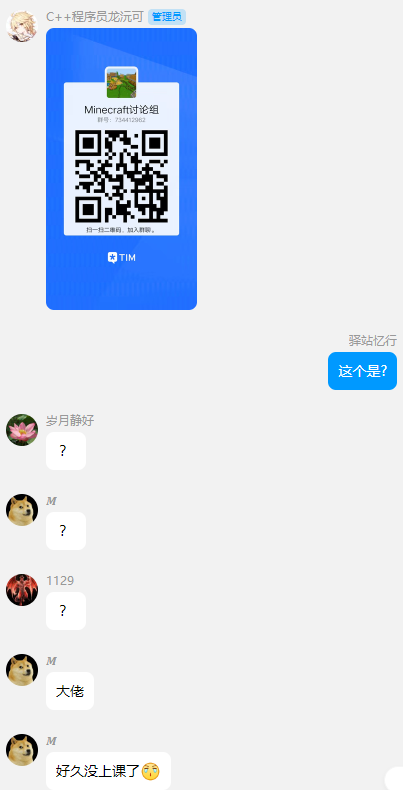 C++程序员龙沅可 管理员
Minecraft讨论组
群号：734412962
扫一扫二维码，加入群聊。
TIM
驿站忆行
这个是?
岁月静好
？
M
？
1129
？
M
大佬
M
好久没上课了